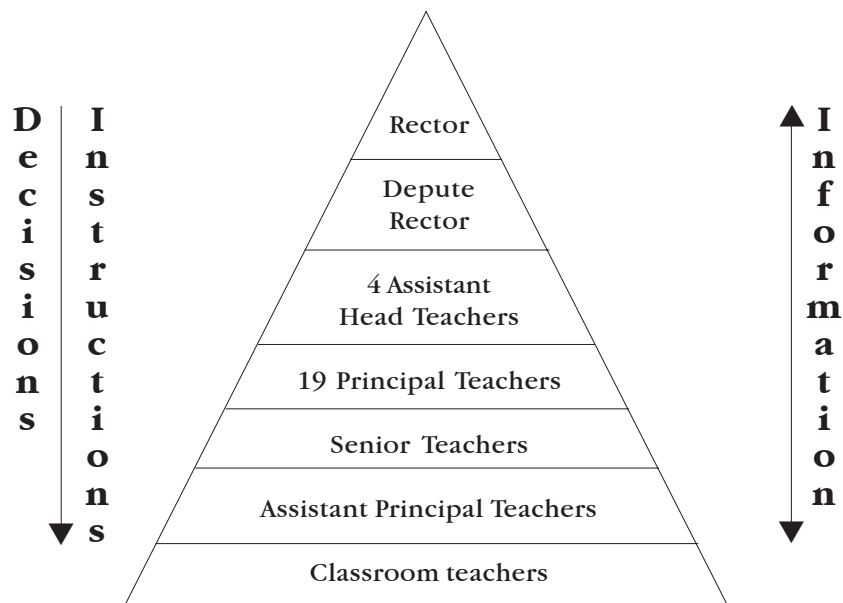 Decisions
Instructions
Rector
Depute
Rector
4 Assistant
Head Teachers
19 Principal Teachers
Senior Teachers
Assistant Principal Teachers
Classroom teachers
Information